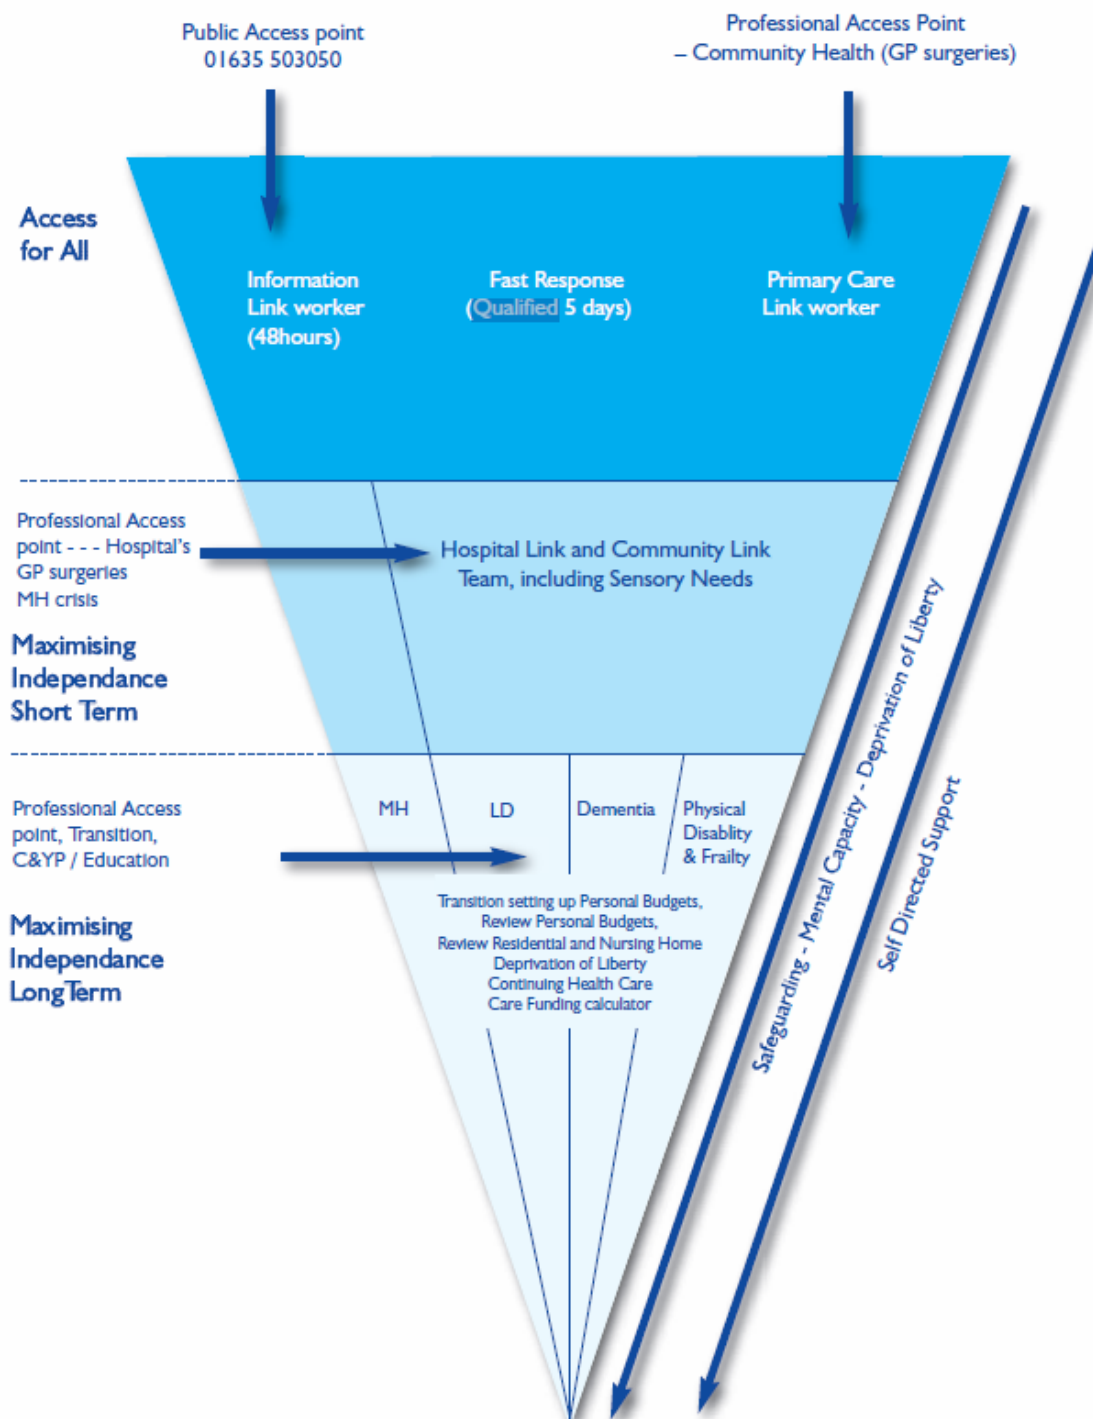 Public Access point
01635 503050
Professional Access Point
– Community Health (GP surgeries)
Access
for All
Information
Link worker
(48hours)
Fast Response
(Qualified 5 days)
Primary Care
Link worker
Professional Access
point - - - Hospital's
GP surgeries
MH crisis
Hospital Link and Community Link
Team, including Sensory Needs
Maximising
Independance
Short Term
Professional Access
point, Transition,
C&YP / Education
MH
LD
Dementia
Physical
Disablity
& Frailty
Transition setting up Personal Budgets,
Review Personal Budgets,
Review Residential and Nursing Home
Deprivation of Liberty
Continuing Health Care
Care Funding calculator
Maximising
Independance
LongTerm
Safeguarding - Mental Capacity - Deprivation of Liberty
Self Directed Support